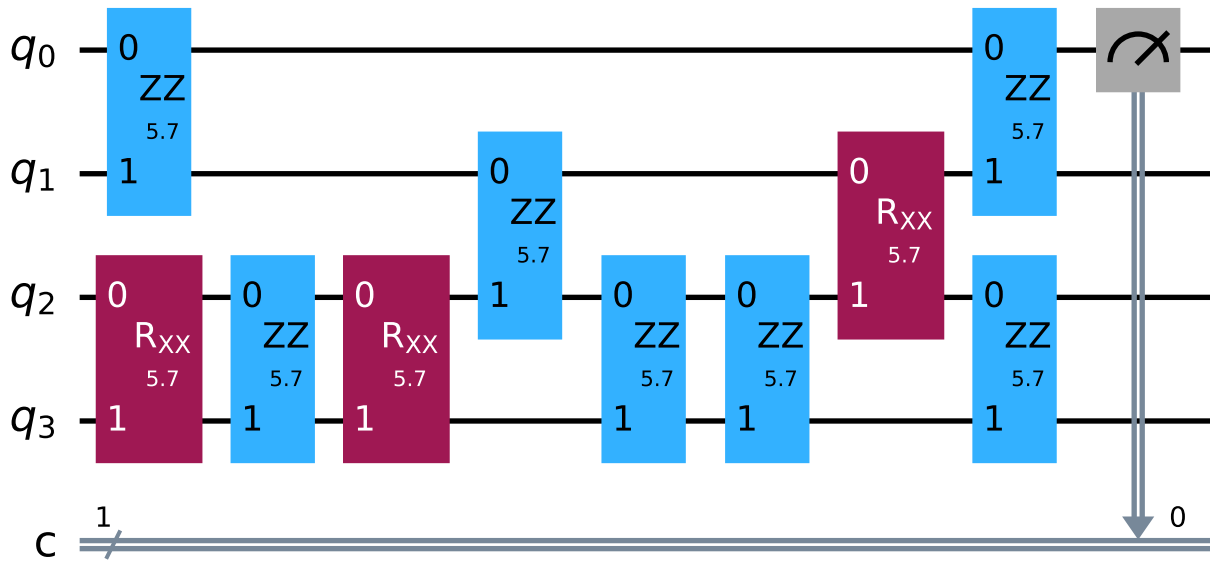 q0 0 0
ZZ ZZ
5.7 5.7
q1 1 0 0 1
ZZ RXX
5.7 5.7
q2 0 0 0 1 0 0 1 0
RXX ZZ RXX ZZ ZZ ZZ
5.7 5.7 5.7 5.7 5.7 5.7
q3 1 1 1 1 1 1
1 0
c